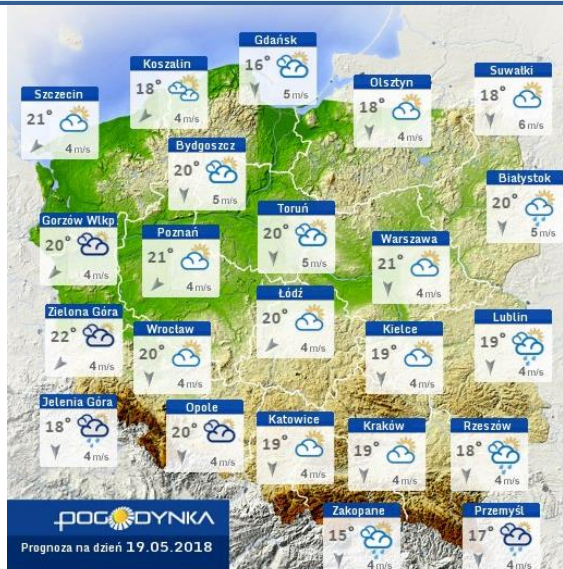 Gdańsk
16°
5 m/s
Koszalin
18°
4 m/s
Suwałki
18°
6 m/s
Olsztyn
18°
4 m/s
Szczecin
21°
4 m/s
Bydgoszcz
20°
5 m/s
Białystok
20°
5 m/s
Toruń
20°
5 m/s
Gorzów Wlkp
20°
4 m/s
Poznań
21°
4 m/s
Warszawa
21°
4 m/s
Łódź
20°
4 m/s
Zielona Góra
22°
4 m/s
Wrocław
20°
4 m/s
Kielce
19°
4 m/s
Lublin
19°
4 m/s
Jelenia Góra
18°
4 m/s
Opole
20°
4 m/s
Katowice
19°
4 m/s
Kraków
19°
4 m/s
Rzeszów
18°
4 m/s
Zakopane
15°
4 m/s
Przemyśl
17°
4 m/s
POGODYNKA
Prognoza na dzień 19.05.2018